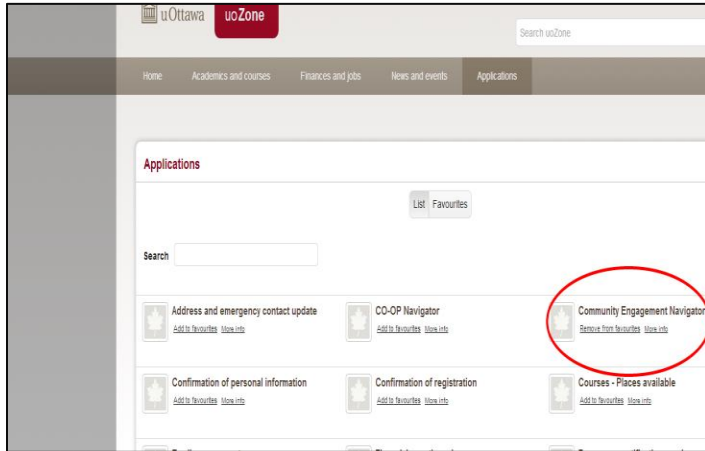 uOttawa
uoZone
Search uoZone
Home Academics and courses Finances and jobs News and events Applications
Applications
List Favourites
Search
Address and emergency contact update CO-OP Navigator Community Engagement Navigator
Add to favourites More info Add to favourites More info Remove from favourites More info
Confirmation of personal information Confirmation of registration Courses - Places available
Add to favourites More info Add to favourites More info Add to favourites More info